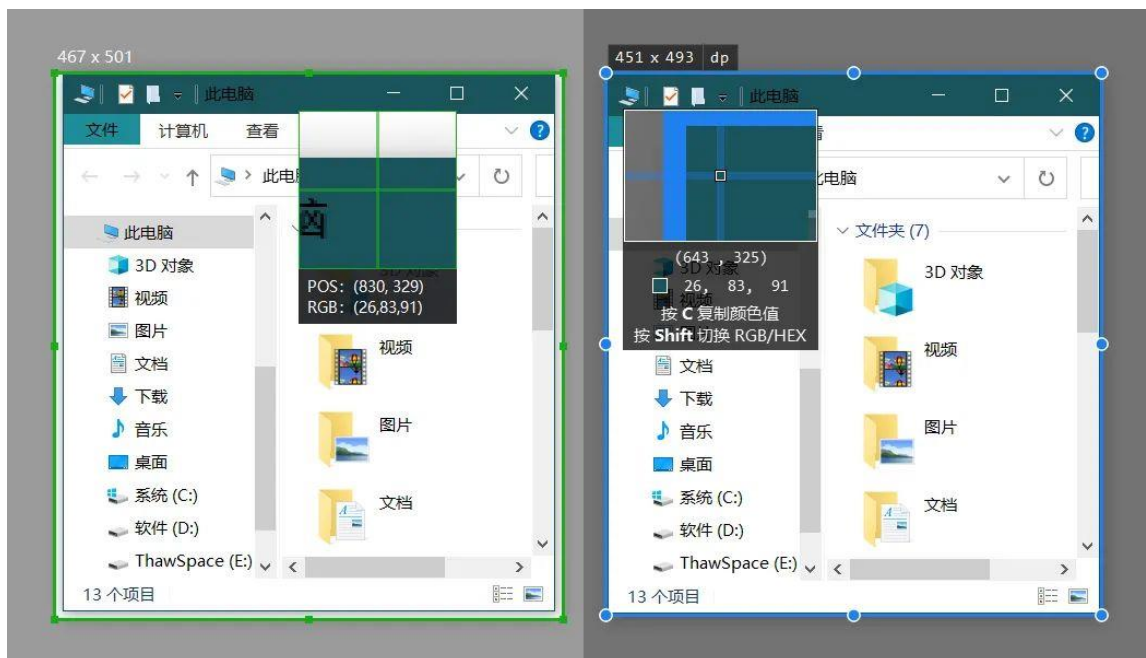 467 x 501
此电脑
文件 计算机 查看
此电
此电脑
3D 对象
视频
图片
文档
下载
音乐
桌面
系统 (C:)
软件 (D:)
ThawSpace (E:)
13 个项目
POS: (830, 329)
RGB: (26,83,91)
3D 对象
视频
图片
文档
451 x 493 dp
此电脑
看
电脑
(643 , 325)
26, 83, 91
按 C 复制颜色值
按 Shift 切换 RGB/HEX
3D 对象
视频
文档
下载
音乐
桌面
系统 (C:)
软件 (D:)
ThawSpace (E:)
13 个项目
文件夹 (7)
3D 对象
视频
图片
文档